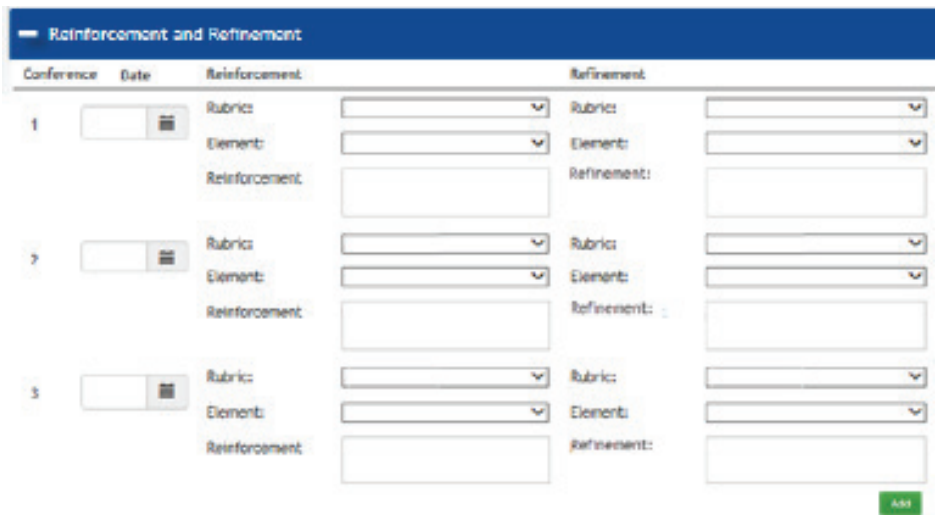 Reinforcement and Refinement
Conference Date Reinforcement Refinement
1 Rubric: Rubric:
Element: Element:
Reinforcement Refinement:
2 Rubric: Rubric:
Element: Element:
Reinforcement Refinement:
3 Rubric: Rubric:
Element: Element:
Reinforcement Refinement:
Add